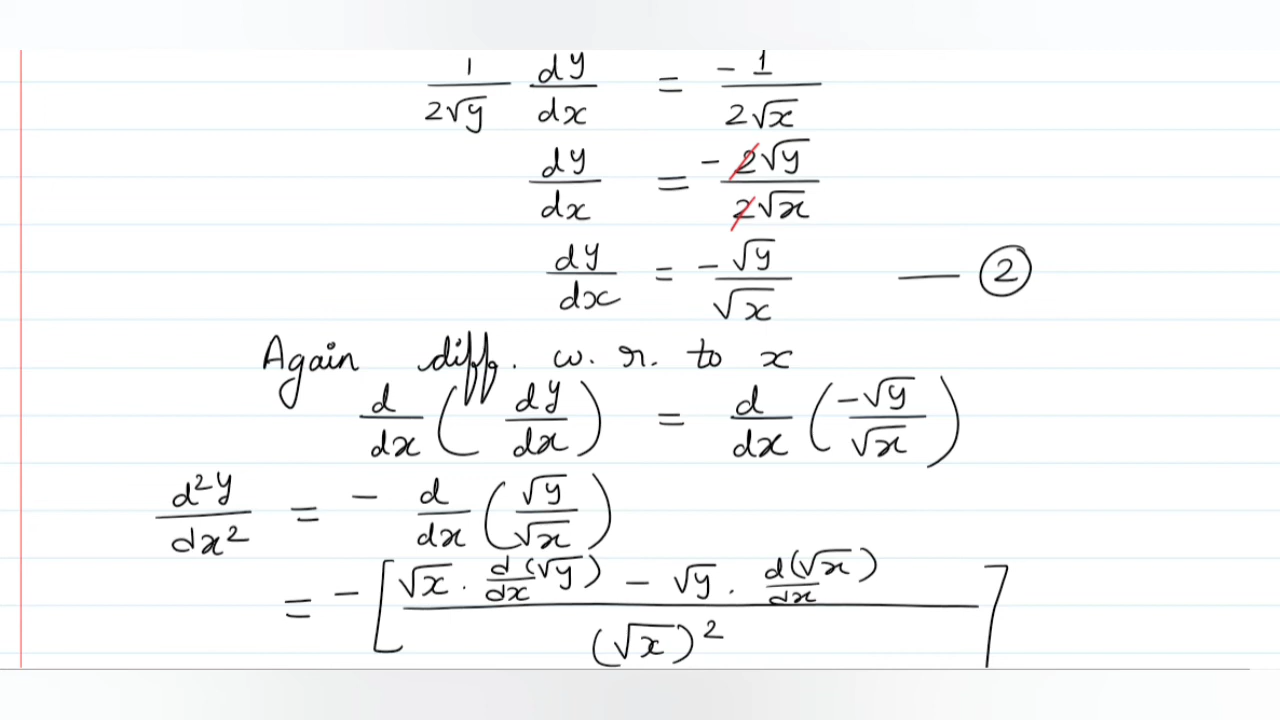 1/(2√y) dy/dx = -1/(2√x)
dy/dx = -2√y/(2√x)
dy/dx = -√y/√x — ②
Again diff. w. r. to x
d/dx (dy/dx) = d/dx (-√y/√x)
d²y/dx² = - d/dx (√y/√x)
= - [(√x . d/dx(√y) - √y . d/dx(√x))/(√x)²]